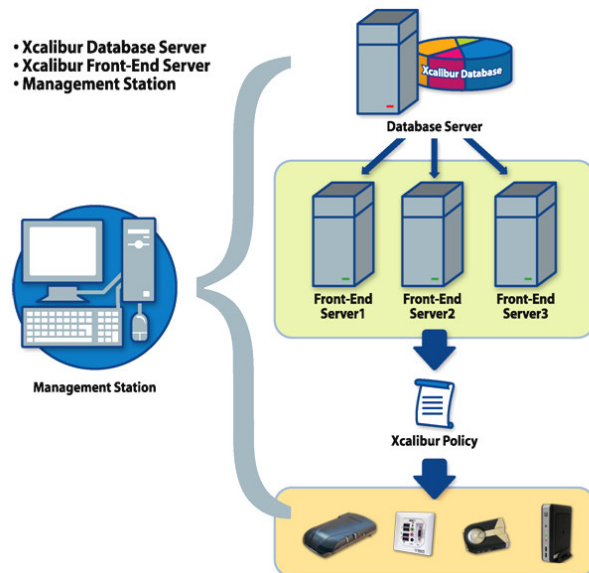 • Xcalibur Database Server
• Xcalibur Front-End Server
• Management Station
Xcalibur Database
Database Server
Front-End
Server1
Front-End
Server2
Front-End
Server3
Management Station
Xcalibur Policy